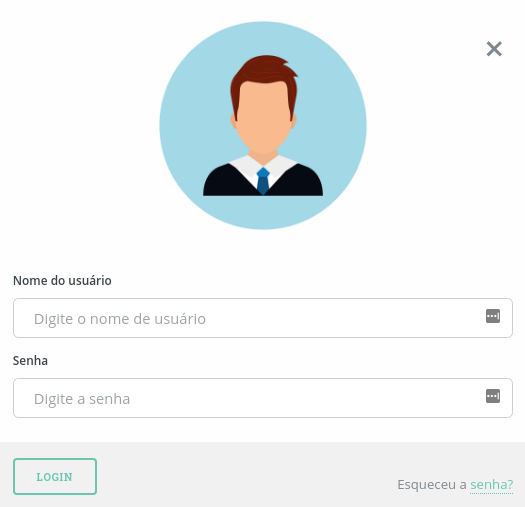 Nome do usuário
Digite o nome de usuário
Senha
Digite a senha
LOGIN
Esqueceu a senha?